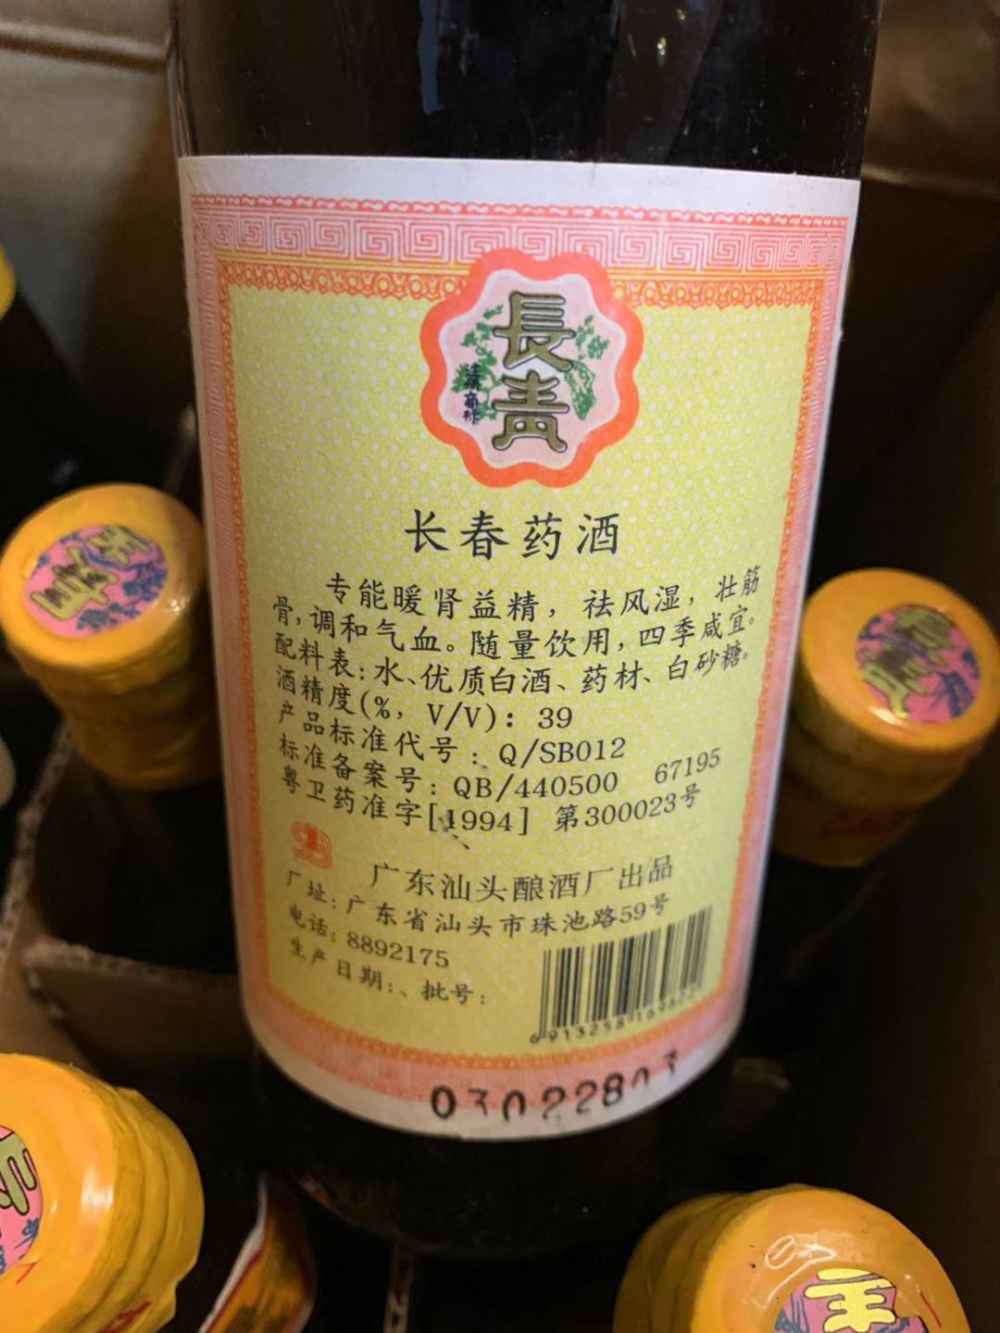 長青
长春药酒
专能暖肾益精，祛风湿，壮筋
骨，调和气血。随量饮用，四季咸宜。
配料表：水、优质白酒、药材、白砂糖。
酒精度(%，V/V)：39
产品标准代号：Q/SB012
标准备案号：QB/440500 67195
粤卫药准字[1994] 第300023号
广东汕头酿酒厂出品
厂址：广东省汕头市珠池路59号
电话：8892175
生产日期：、批号：